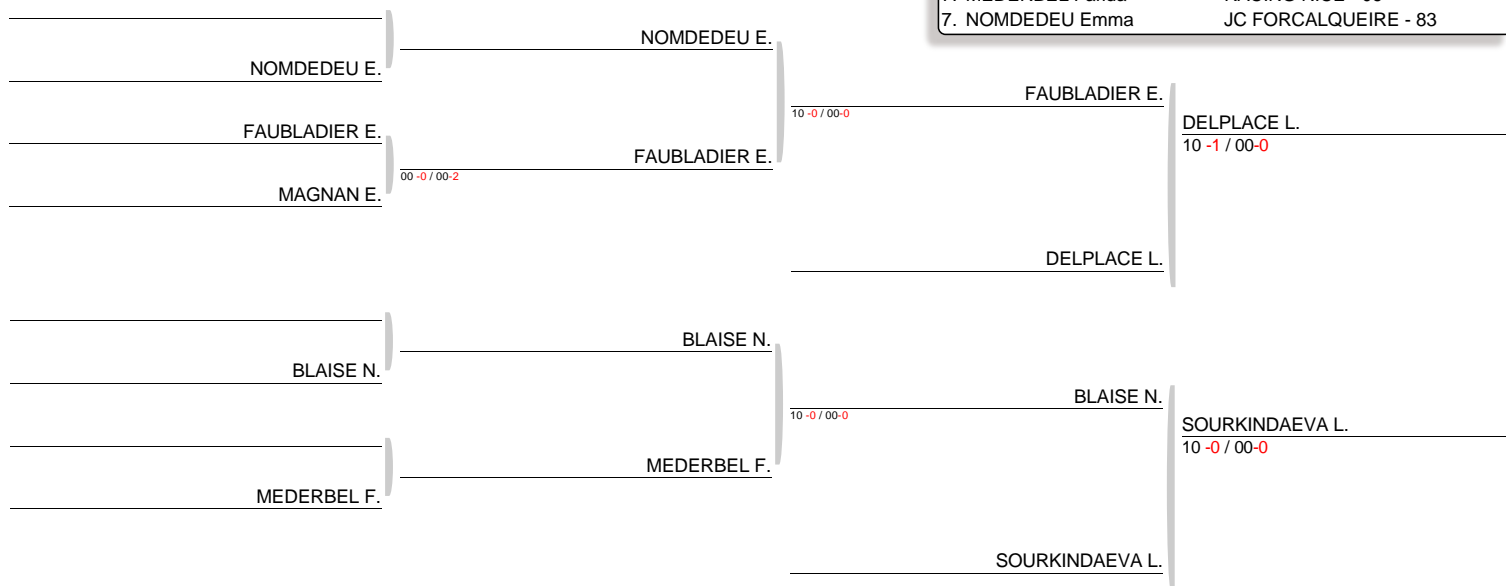 7. NOMDEDEU Emma JC FORCALQUEIRE - 83
NOMDEDEU E.
NOMDEDEU E.
FAUBLADIER E.
10 -0 / 00-0
DELPLACE L.
10 -1 / 00-0
FAUBLADIER E.
FAUBLADIER E.
00 -0 / 00-2
MAGNAN E.
DELPLACE L.
BLAISE N.
BLAISE N.
BLAISE N.
10 -0 / 00-0
SOURKINDAEVA L.
10 -0 / 00-0
MEDERBEL F.
MEDERBEL F.
SOURKINDAEVA L.